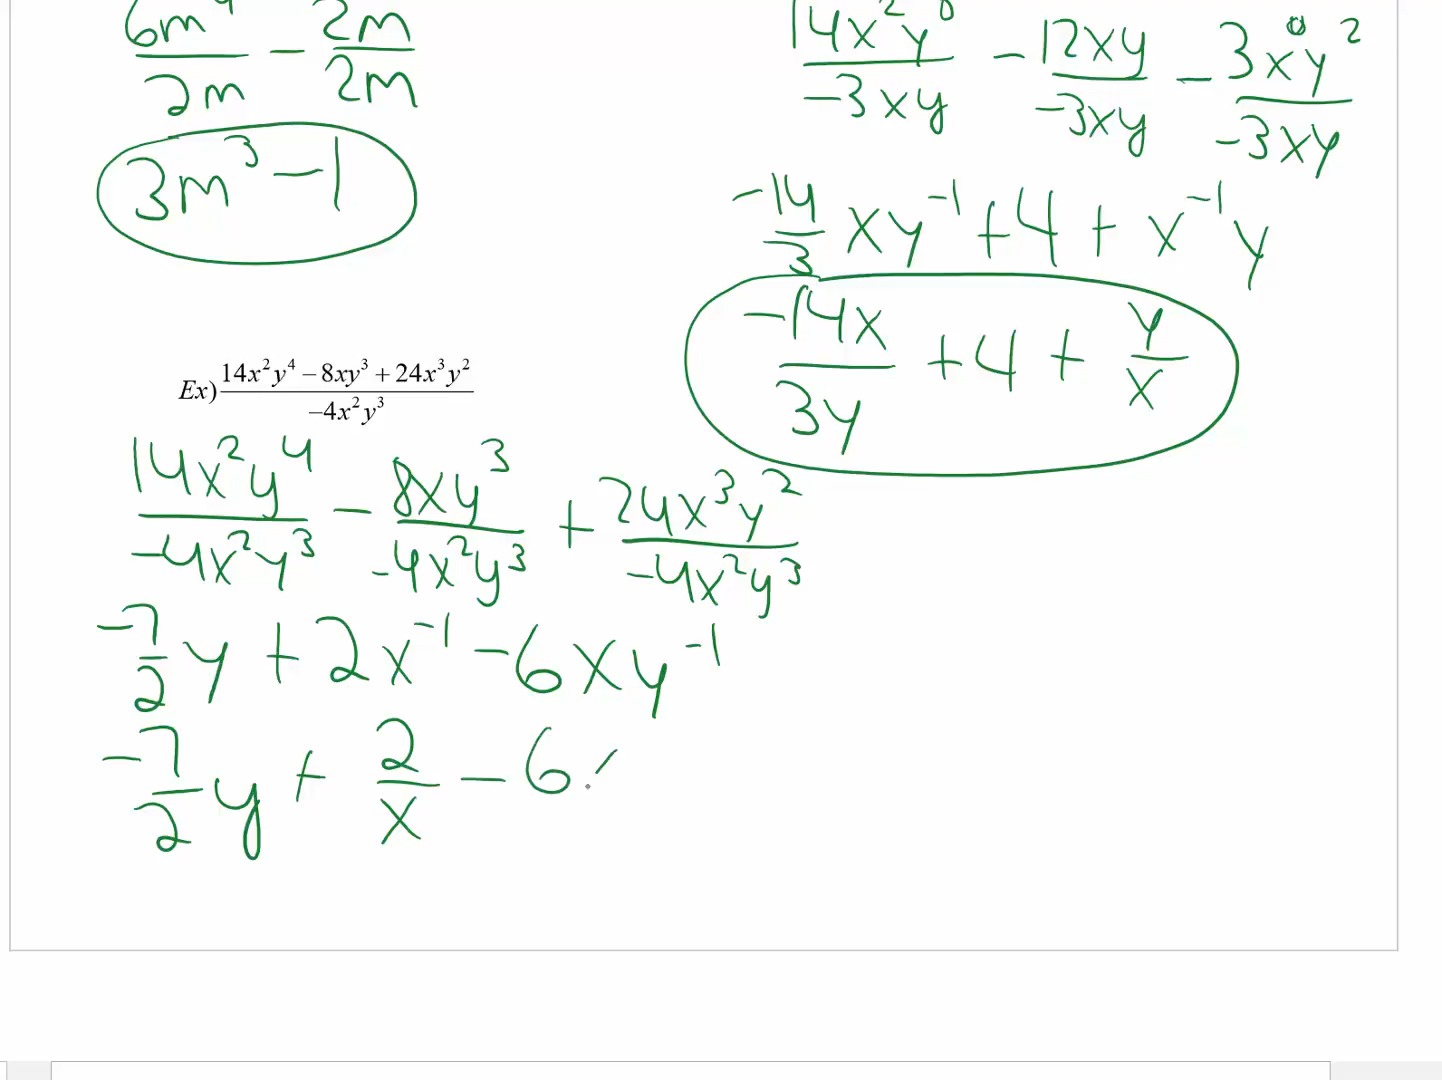 6m⁴/2m − 2m/2m
3m³ − 1
14x²y⁰/−3xy − 12xy/−3xy − 3x⁰y²/−3xy
−14/3 xy⁻¹ + 4 + x⁻¹y
−14x/3y + 4 + y/x
Ex) (14x²y⁴ − 8xy³ + 24x³y²)/(−4x²y³)
14x²y⁴/−4x²y³ − 8xy³/−4x²y³ + 24x³y²/−4x²y³
−7/2 y + 2x⁻¹ − 6xy⁻¹
−7/2 y + 2/x − 6